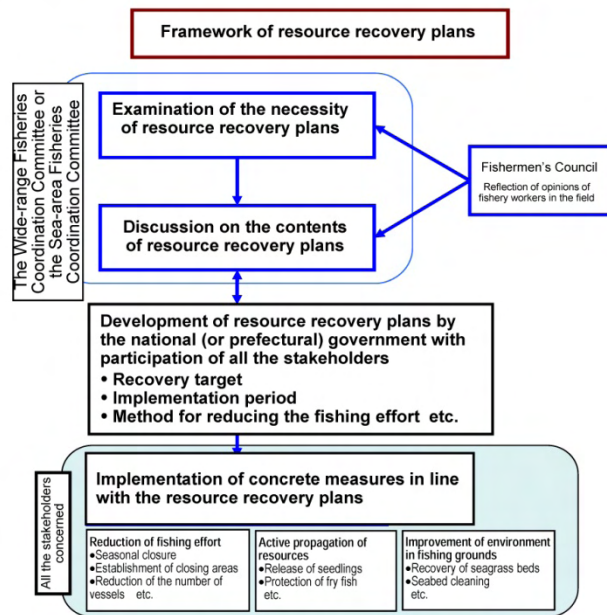 Framework of resource recovery plans
The Wide-range Fisheries
Coordination Committee or
the Sea-area Fisheries
Coordination Committee
Examination of the necessity
of resource recovery plans
Fishermen's Council
Reflection of opinions of
fishery workers in the field
Discussion on the contents
of resource recovery plans
Development of resource recovery plans by
the national (or prefectural) government with
participation of all the stakeholders
• Recovery target
• Implementation period
• Method for reducing the fishing effort etc.
All the stakeholders
concerned
Implementation of concrete measures in line
with the resource recovery plans
Reduction of fishing effort
●Seasonal closure
●Establishment of closing areas
●Reduction of the number of
vessels etc.
Active propagation of
resources
●Release of seedlings
●Protection of fry fish
etc.
Improvement of environment
in fishing grounds
●Recovery of seagrass beds
●Seabed cleaning
etc.